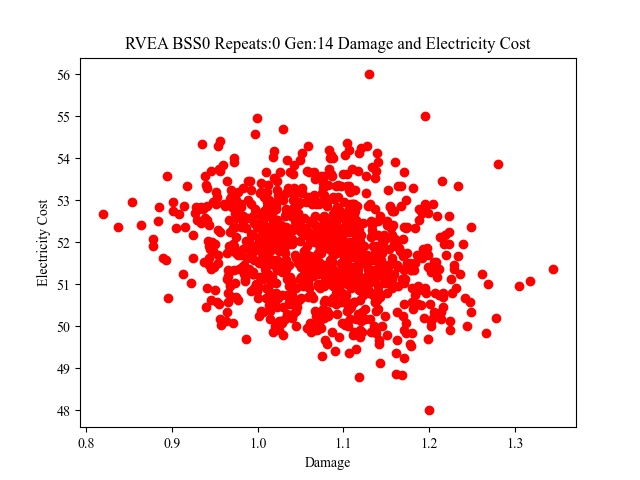 RVEA BSS0 Repeats:0 Gen:14 Damage and Electricity Cost
56
55
54
53
52
51
50
49
48
Electricity Cost
0.8 0.9 1.0 1.1 1.2 1.3
Damage